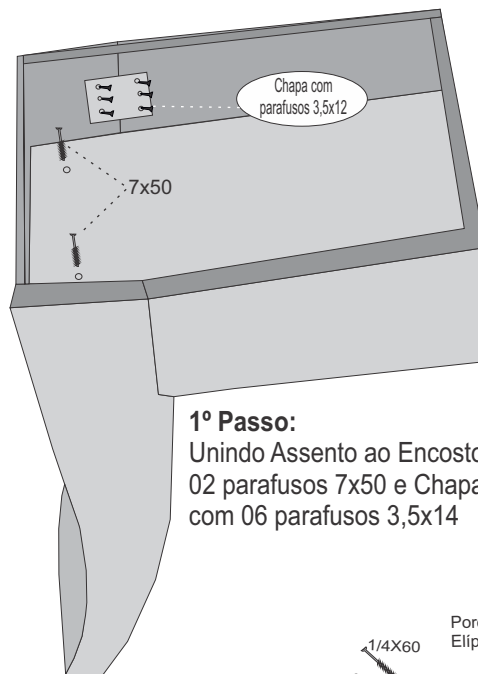 Chapa com
parafusos 3,5x12
7x50
1º Passo:
Unindo Assento ao Encosto
02 parafusos 7x50 e Chapa
com 06 parafusos 3,5x14
1/4X60